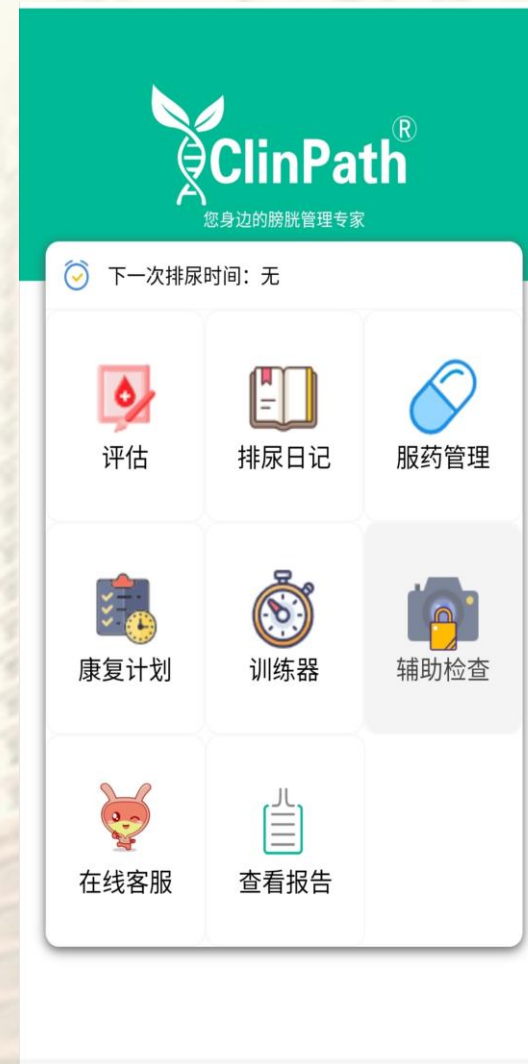 ClinPath®
您身边的膀胱管理专家
下一次排尿时间：无
评估
排尿日记
服药管理
康复计划
训练器
辅助检查
在线客服
查看报告